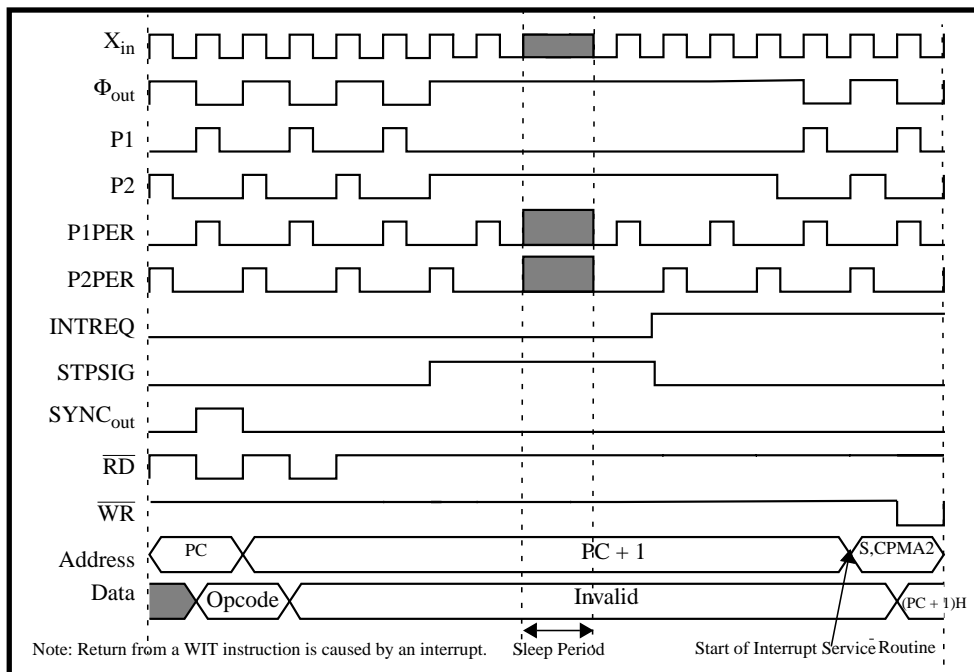 Xin
Φout
P1
P2
P1PER
P2PER
INTREQ
STPSIG
SYNCout
RD
WR
Address PC PC + 1 S,CPMA2
Data Opcode Invalid (PC + 1)H
Note: Return from a WIT instruction is caused by an interrupt. Sleep Period Start of Interrupt Service Routine